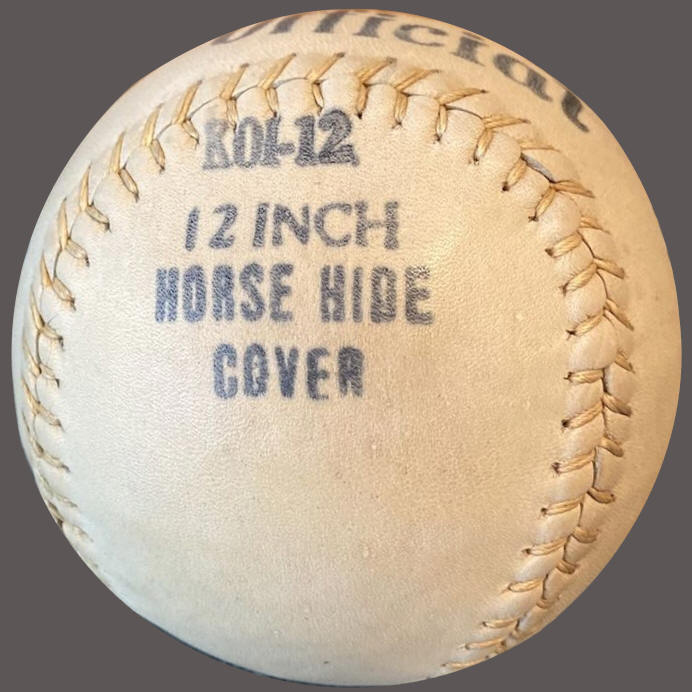 Official
KOI-12
12 INCH
HORSE HIDE
COVER